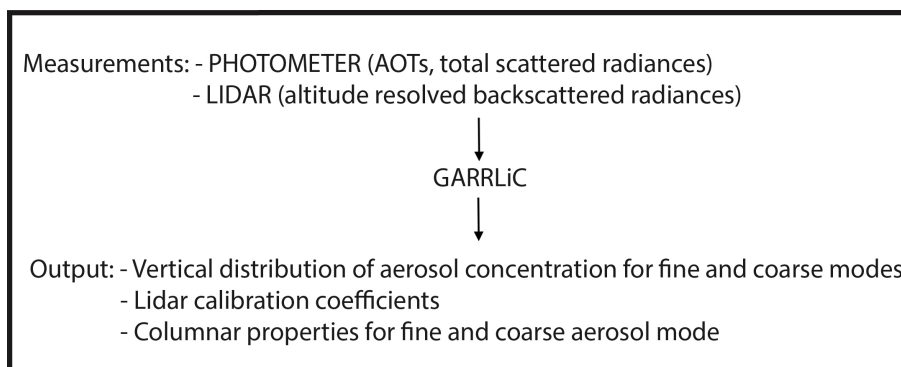 Measurements: - PHOTOMETER (AOTs, total scattered radiances)
- LIDAR (altitude resolved backscattered radiances)
GARRLiC
Output: - Vertical distribution of aerosol concentration for fine and coarse modes
- Lidar calibration coefficients
- Columnar properties for fine and coarse aerosol mode